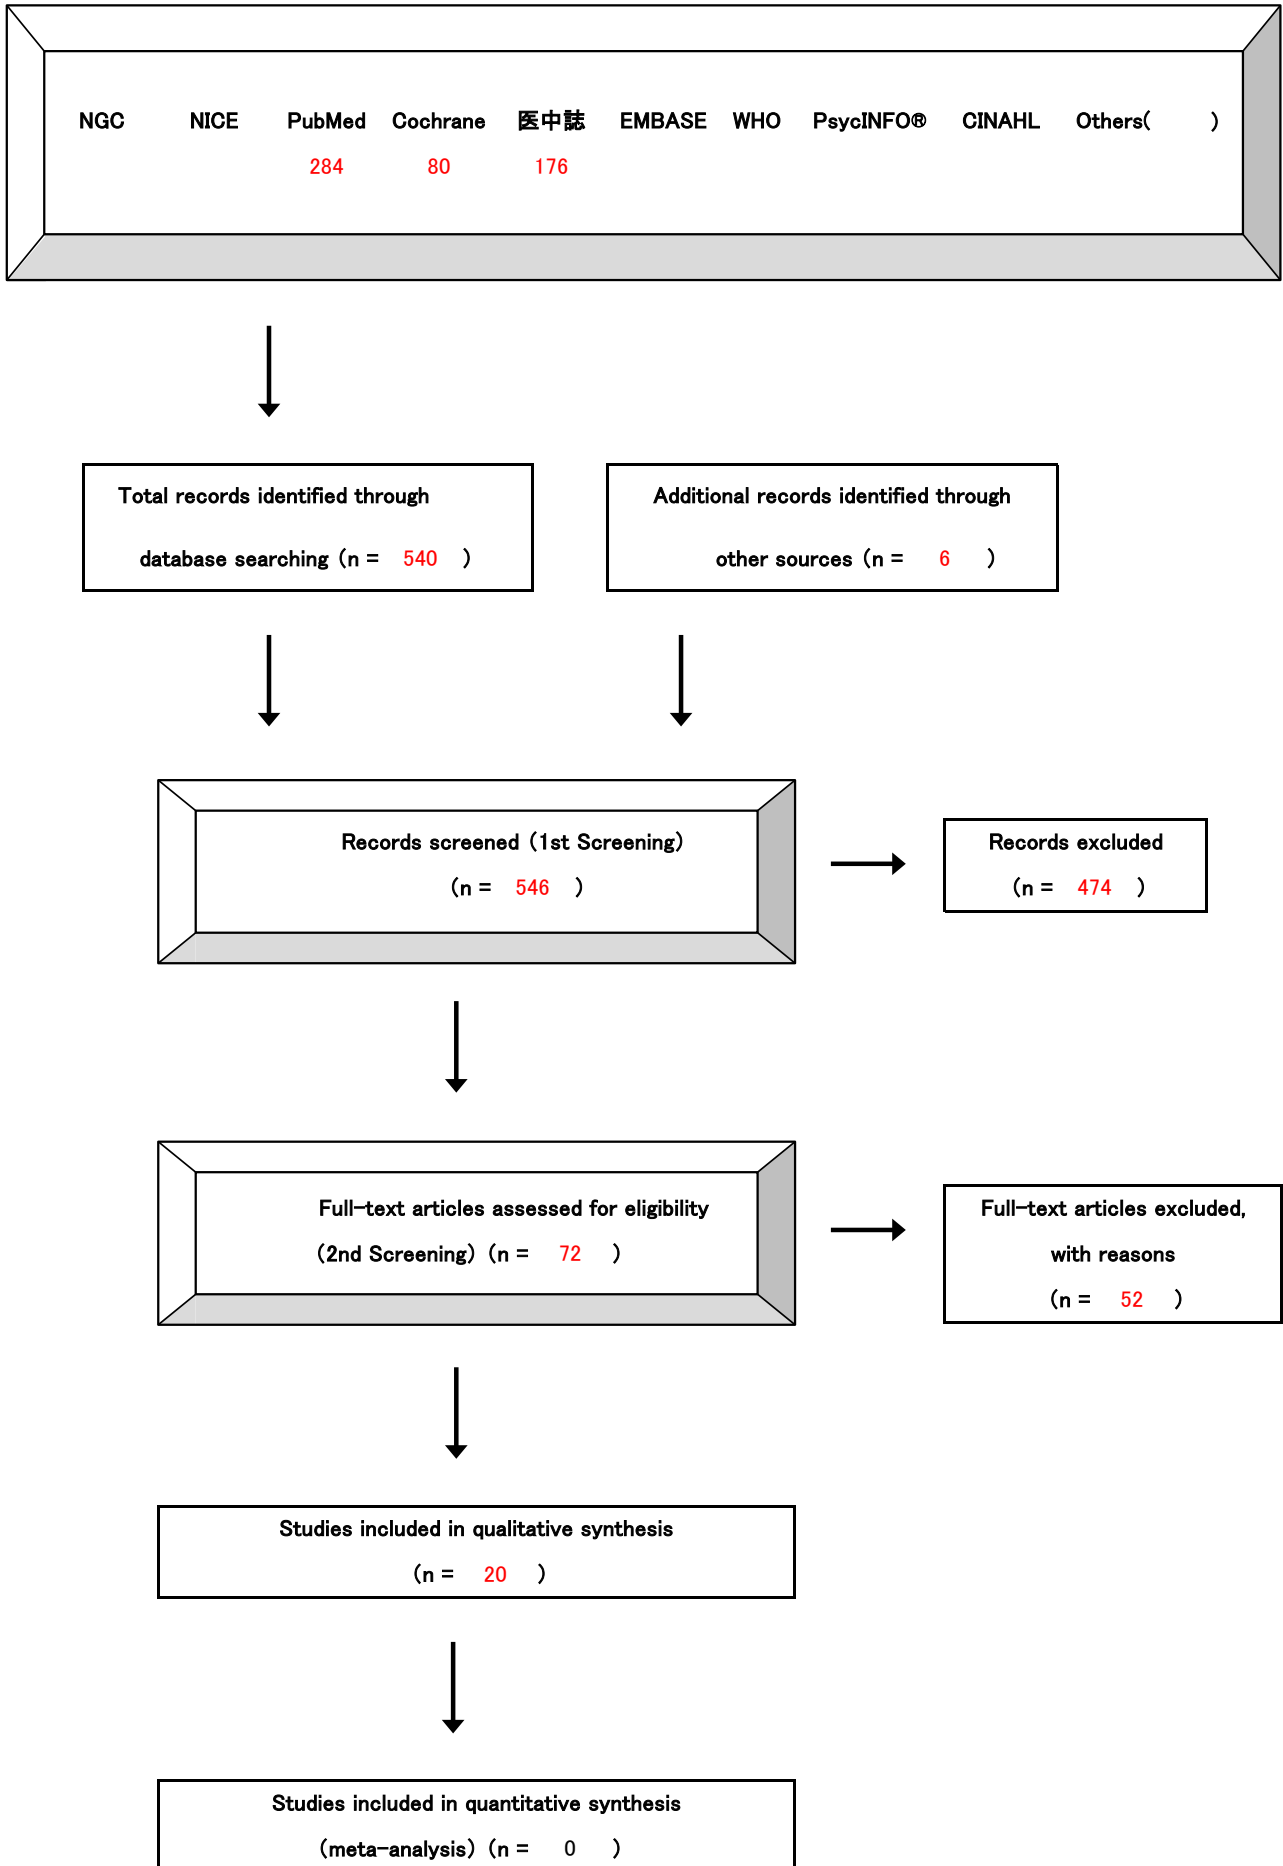 NGC NICE PubMed Cochrane 医中誌 EMBASE WHO PsycINFO® CINAHL Others( )
284 80 176
Total records identified through
database searching (n = 540 )
Additional records identified through
other sources (n = 6 )
Records screened (1st Screening)
(n = 546 )
Records excluded
(n = 474 )
Full-text articles assessed for eligibility
(2nd Screening) (n = 72 )
Full-text articles excluded,
with reasons
(n = 52 )
Studies included in qualitative synthesis
(n = 20 )
Studies included in quantitative synthesis
(meta-analysis) (n = 0 )